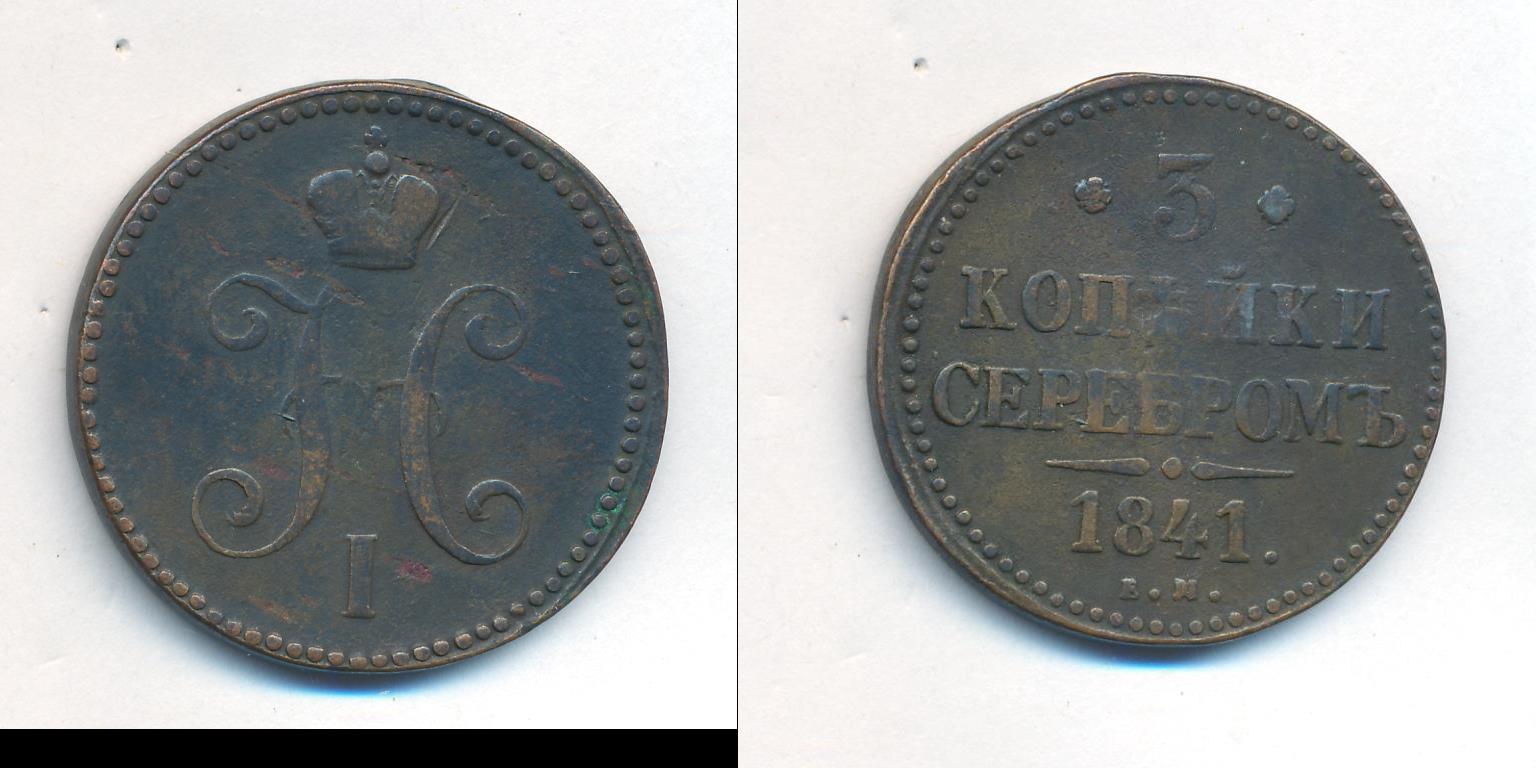 Н
I
3
КОПѢЙКИ
СЕРЕБРОМЪ
1841.
Е.М.